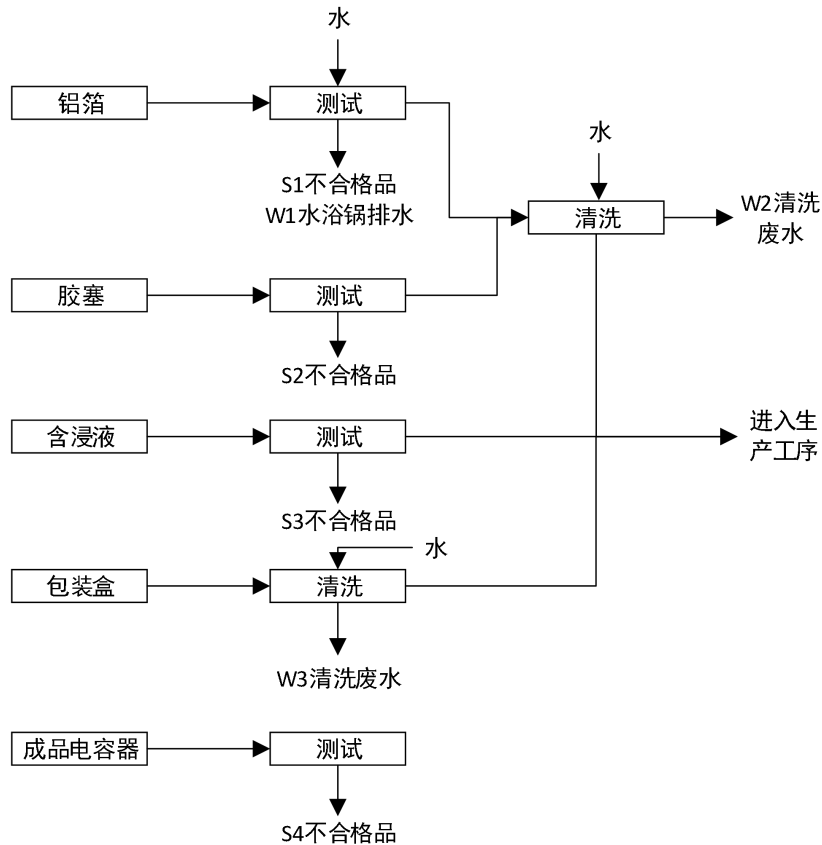 水
铝箔
测试
S1不合格品
W1水浴锅排水
水
清洗
W2清洗
废水
胶塞
测试
S2不合格品
含浸液
测试
进入生
产工序
S3不合格品
水
包装盒
清洗
W3清洗废水
成品电容器
测试
S4不合格品